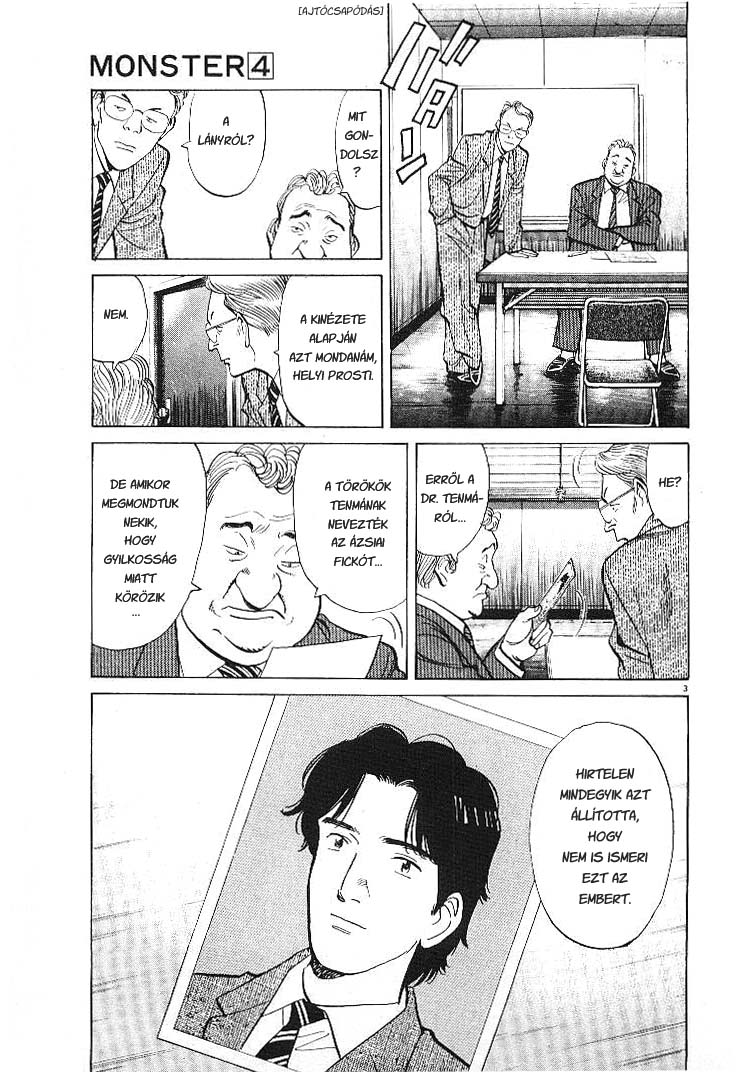 [AJTÓCSAPÓDÁS]
MONSTER 4
MIT
GON-
DOLSZ
?
A
LÁNYRÓL?
A KINÉZETE
ALAPJÁN
AZT MONDANÁM,
HELYI PROSTI.
NEM.
HE?
ERRŐL A
DR. TENMÁ-
RÓL...
A TÖRÖKÖK
TENMÁNAK
NEVEZTÉK
AZ ÁZSIAI
FICKÓT...
DE AMIKOR
MEGMONDTUK
NEKIK,
HOGY
GYILKOSSÁG
MIATT
KÖRÖZIK
...
3
HIRTELEN
MINDEGYIK AZT
ÁLLÍTOTTA,
HOGY
NEM IS ISMERI
EZT AZ
EMBERT.